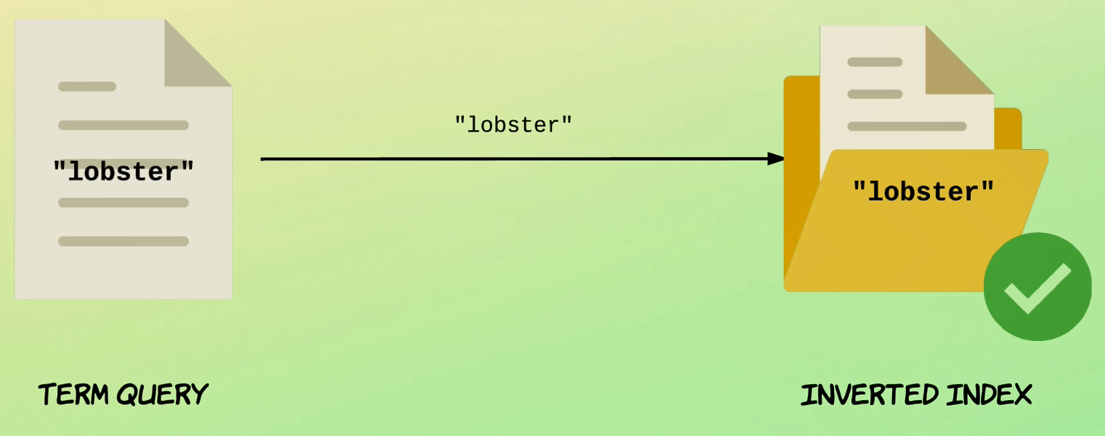 "lobster"
"lobster"
"lobster"
TERM QUERY
INVERTED INDEX